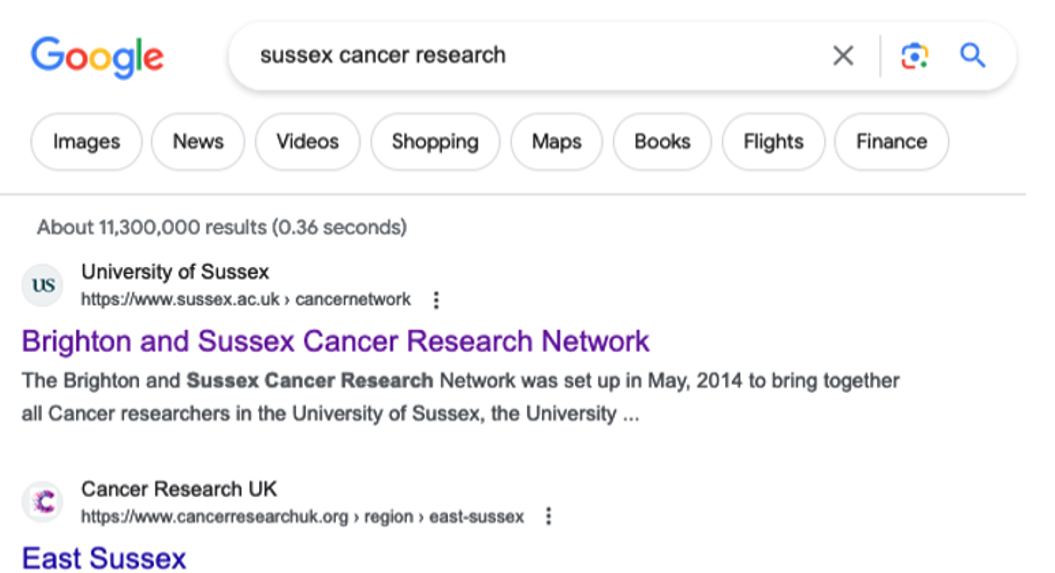 Google
sussex cancer research
Images News Videos Shopping Maps Books Flights Finance
About 11,300,000 results (0.36 seconds)
us
University of Sussex
https://www.sussex.ac.uk › cancernetwork
Brighton and Sussex Cancer Research Network
The Brighton and Sussex Cancer Research Network was set up in May, 2014 to bring together
all Cancer researchers in the University of Sussex, the University ...
Cancer Research UK
https://www.cancerresearchuk.org › region › east-sussex
East Sussex